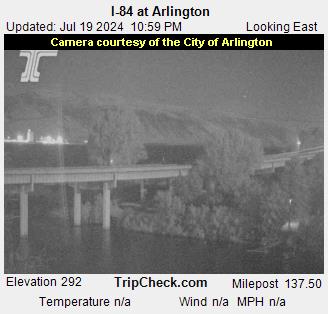 I-84 at Arlington
Updated: Jul 19 2024 10:59 PM Looking East
Camera courtesy of the City of Arlington
Elevation 292 TripCheck.com Milepost 137.50
Temperature n/a Wind n/a MPH n/a